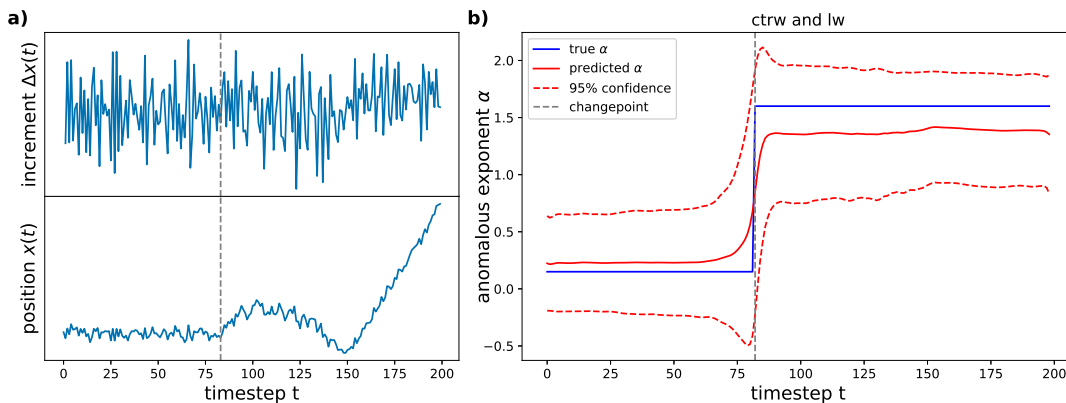 a)
increment Δx(t)
position x(t)
0 25 50 75 100 125 150 175 200
timestep t
b)
ctrw and lw
true α
predicted α
95% confidence
changepoint
anomalous exponent α
2.0
1.5
1.0
0.5
0.0
−0.5
0 25 50 75 100 125 150 175 200
timestep t